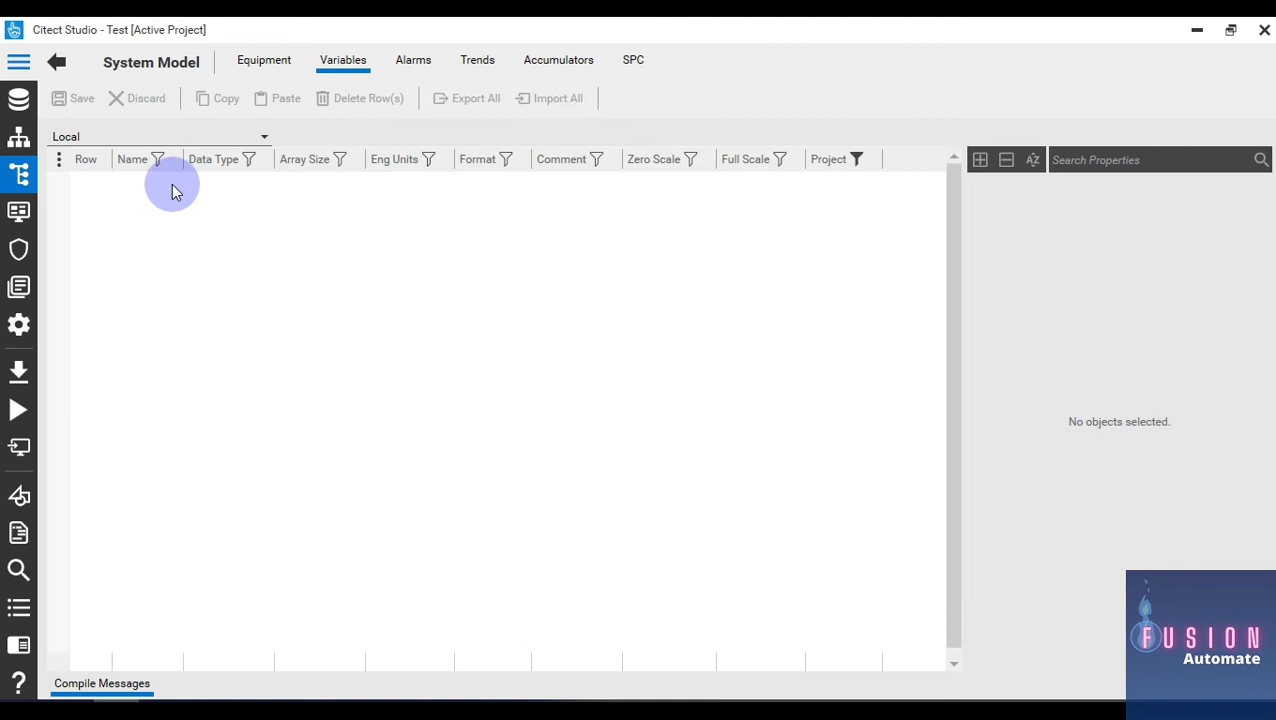 Citect Studio - Test [Active Project]
System Model Equipment Variables Alarms Trends Accumulators SPC
Save Discard Copy Paste Delete Row(s) Export All Import All
Local
Row Name Data Type Array Size Eng Units Format Comment Zero Scale Full Scale Project
Search Properties
No objects selected.
FUSION
Automate
Compile Messages